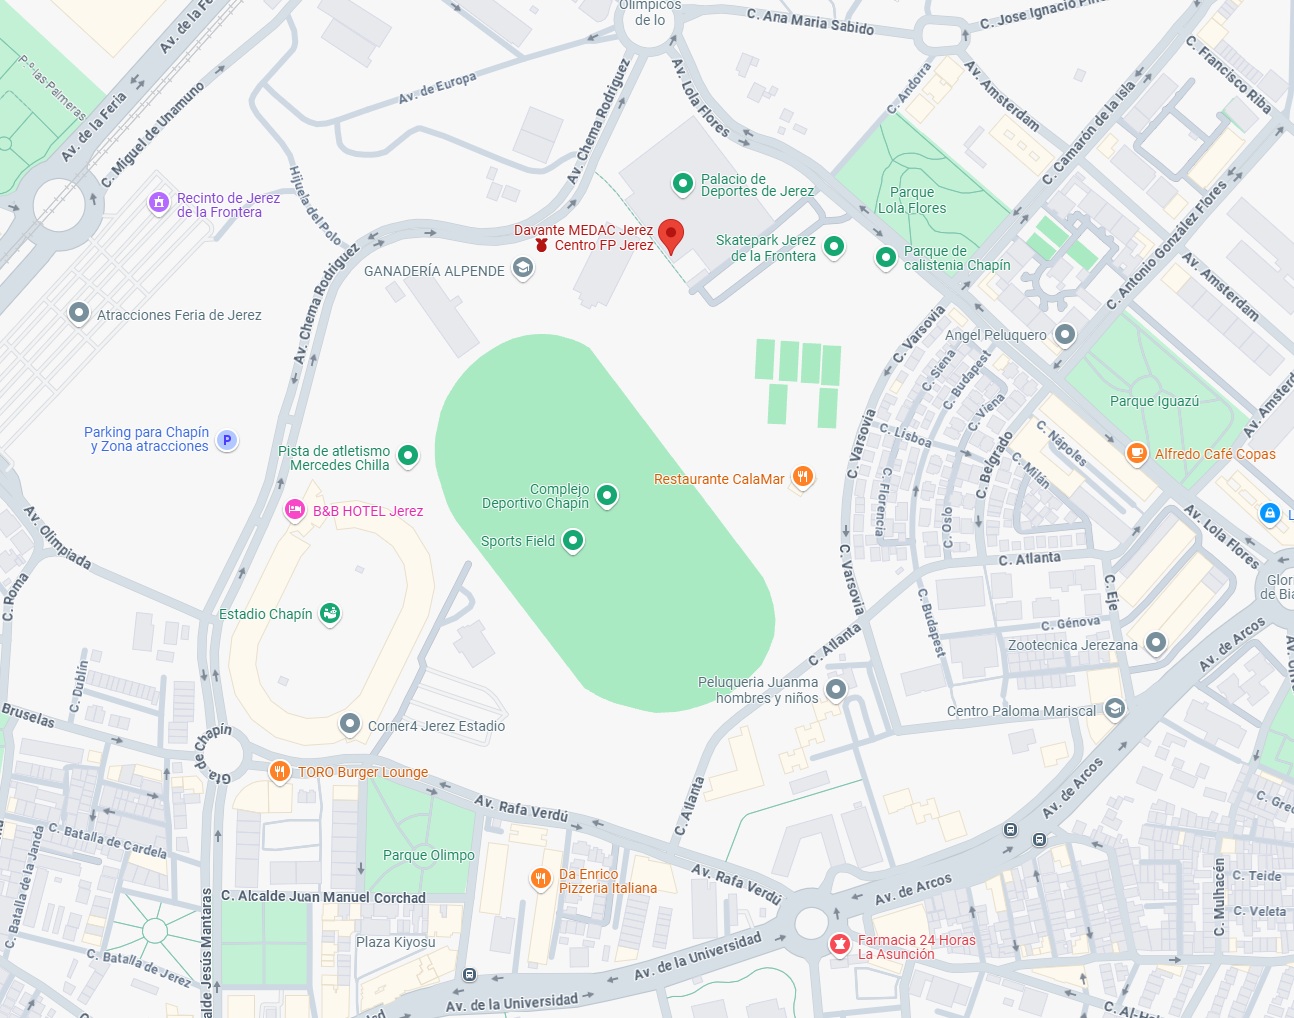 Olímpicos
de lo
C. Ana Maria Sabido
Av. de la Fe
Pº las Palmeras
Av. de la Feria
C. Miguel de Unamuno
Av. de Europa
Av. Chema Rodriguez
Av. Lola Flores
C. Andorra
Av. Amsterdam
C. Camarón de la Isla
C. Francisco Riba
C. Antonio González Flores
Av. Amsterdam
Recinto de Jerez
de la Frontera
Hijuela del Polo
Palacio de
Deportes de Jerez
Parque
Lola Flores
Davante MEDAC Jerez
Centro FP Jerez
Skatepark Jerez
de la Frontera
Parque de
calistenia Chapín
GANADERÍA ALPENDE
Atracciones Feria de Jerez
Av. Chema Rodriguez
Angel Peluquero
C. Varsovia
C. Siena
C. Budapest
C. Viena
Parque Iguazú
Av. Amster
Parking para Chapín
y Zona atracciones
P
Pista de atletismo
Mercedes Chilla
C. Varsovia
C. Lisboa
C. Belgrado
C. Nápoles
C. Milán
Alfredo Café Copas
Restaurante CalaMar
Complejo
Deportivo Chapin
C. Florencia
C. Oslo
B&B HOTEL Jerez
L
Av. Lola Flores
Av. Olimpiada
Sports Field
C. Varsovia
C. Atlanta
C. Eje
Glor
de Bia
C. Roma
Estadio Chapín
C. Budapest
C. Génova
Zootecnica Jerezana
Av. de Arcos
C. Atlanta
C. Dublín
Peluqueria Juanma
hombres y niños
Centro Paloma Mariscal
Bruselas
Corner4 Jerez Estadio
Gta. de Chapín
TORO Burger Lounge
Av. Rafa Verdú
C. Atlanta
Av. de Arcos
C. Gre
C. Batalla de Cardela
C. Batalla de la Janda
Parque Olimpo
Da Enrico
Pizzeria Italiana
Av. Rafa Verdú
Av. de Arcos
C. Teide
C. Mulhacén
C. Veleta
C. Alcalde Juan Manuel Corchad
alde Jesús Mantaras
Plaza Kiyosu
Farmacia 24 Horas
La Asunción
C. Batalla de Jerez
Av. de la Universidad
Av. de la Universidad